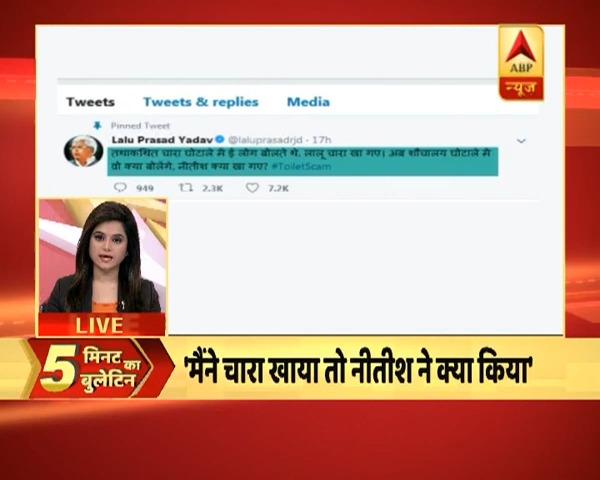 ABP
न्यूज़
Tweets Tweets & replies Media
Pinned Tweet
Lalu Prasad Yadav @laluprasadrjd · 17h
तथाकथित चारा घोटाले में ई लोग बोलते थे, लालू चारा खा गए। अब शौचालय घोटाले में
वो क्या बोलेंगे, नीतीश क्या खा गए? #ToiletScam
949 2.3K 7.2K
LIVE
5 मिनट का बुलेटिन
'मैंने चारा खाया तो नीतीश ने क्या किया'